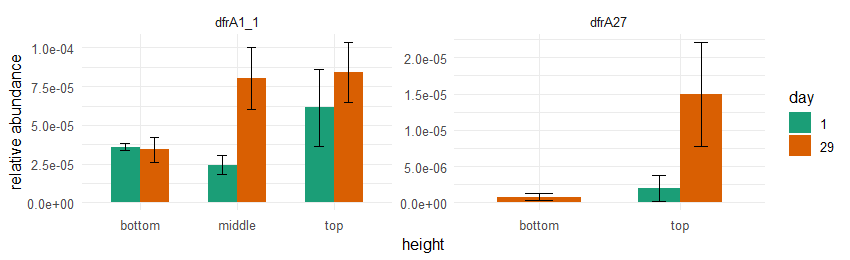 dfrA1_1
dfrA27
relative abundance
1.0e-04
7.5e-05
5.0e-05
2.5e-05
0.0e+00
2.0e-05
1.5e-05
1.0e-05
5.0e-06
0.0e+00
bottom middle top
bottom top
height
day
1
29